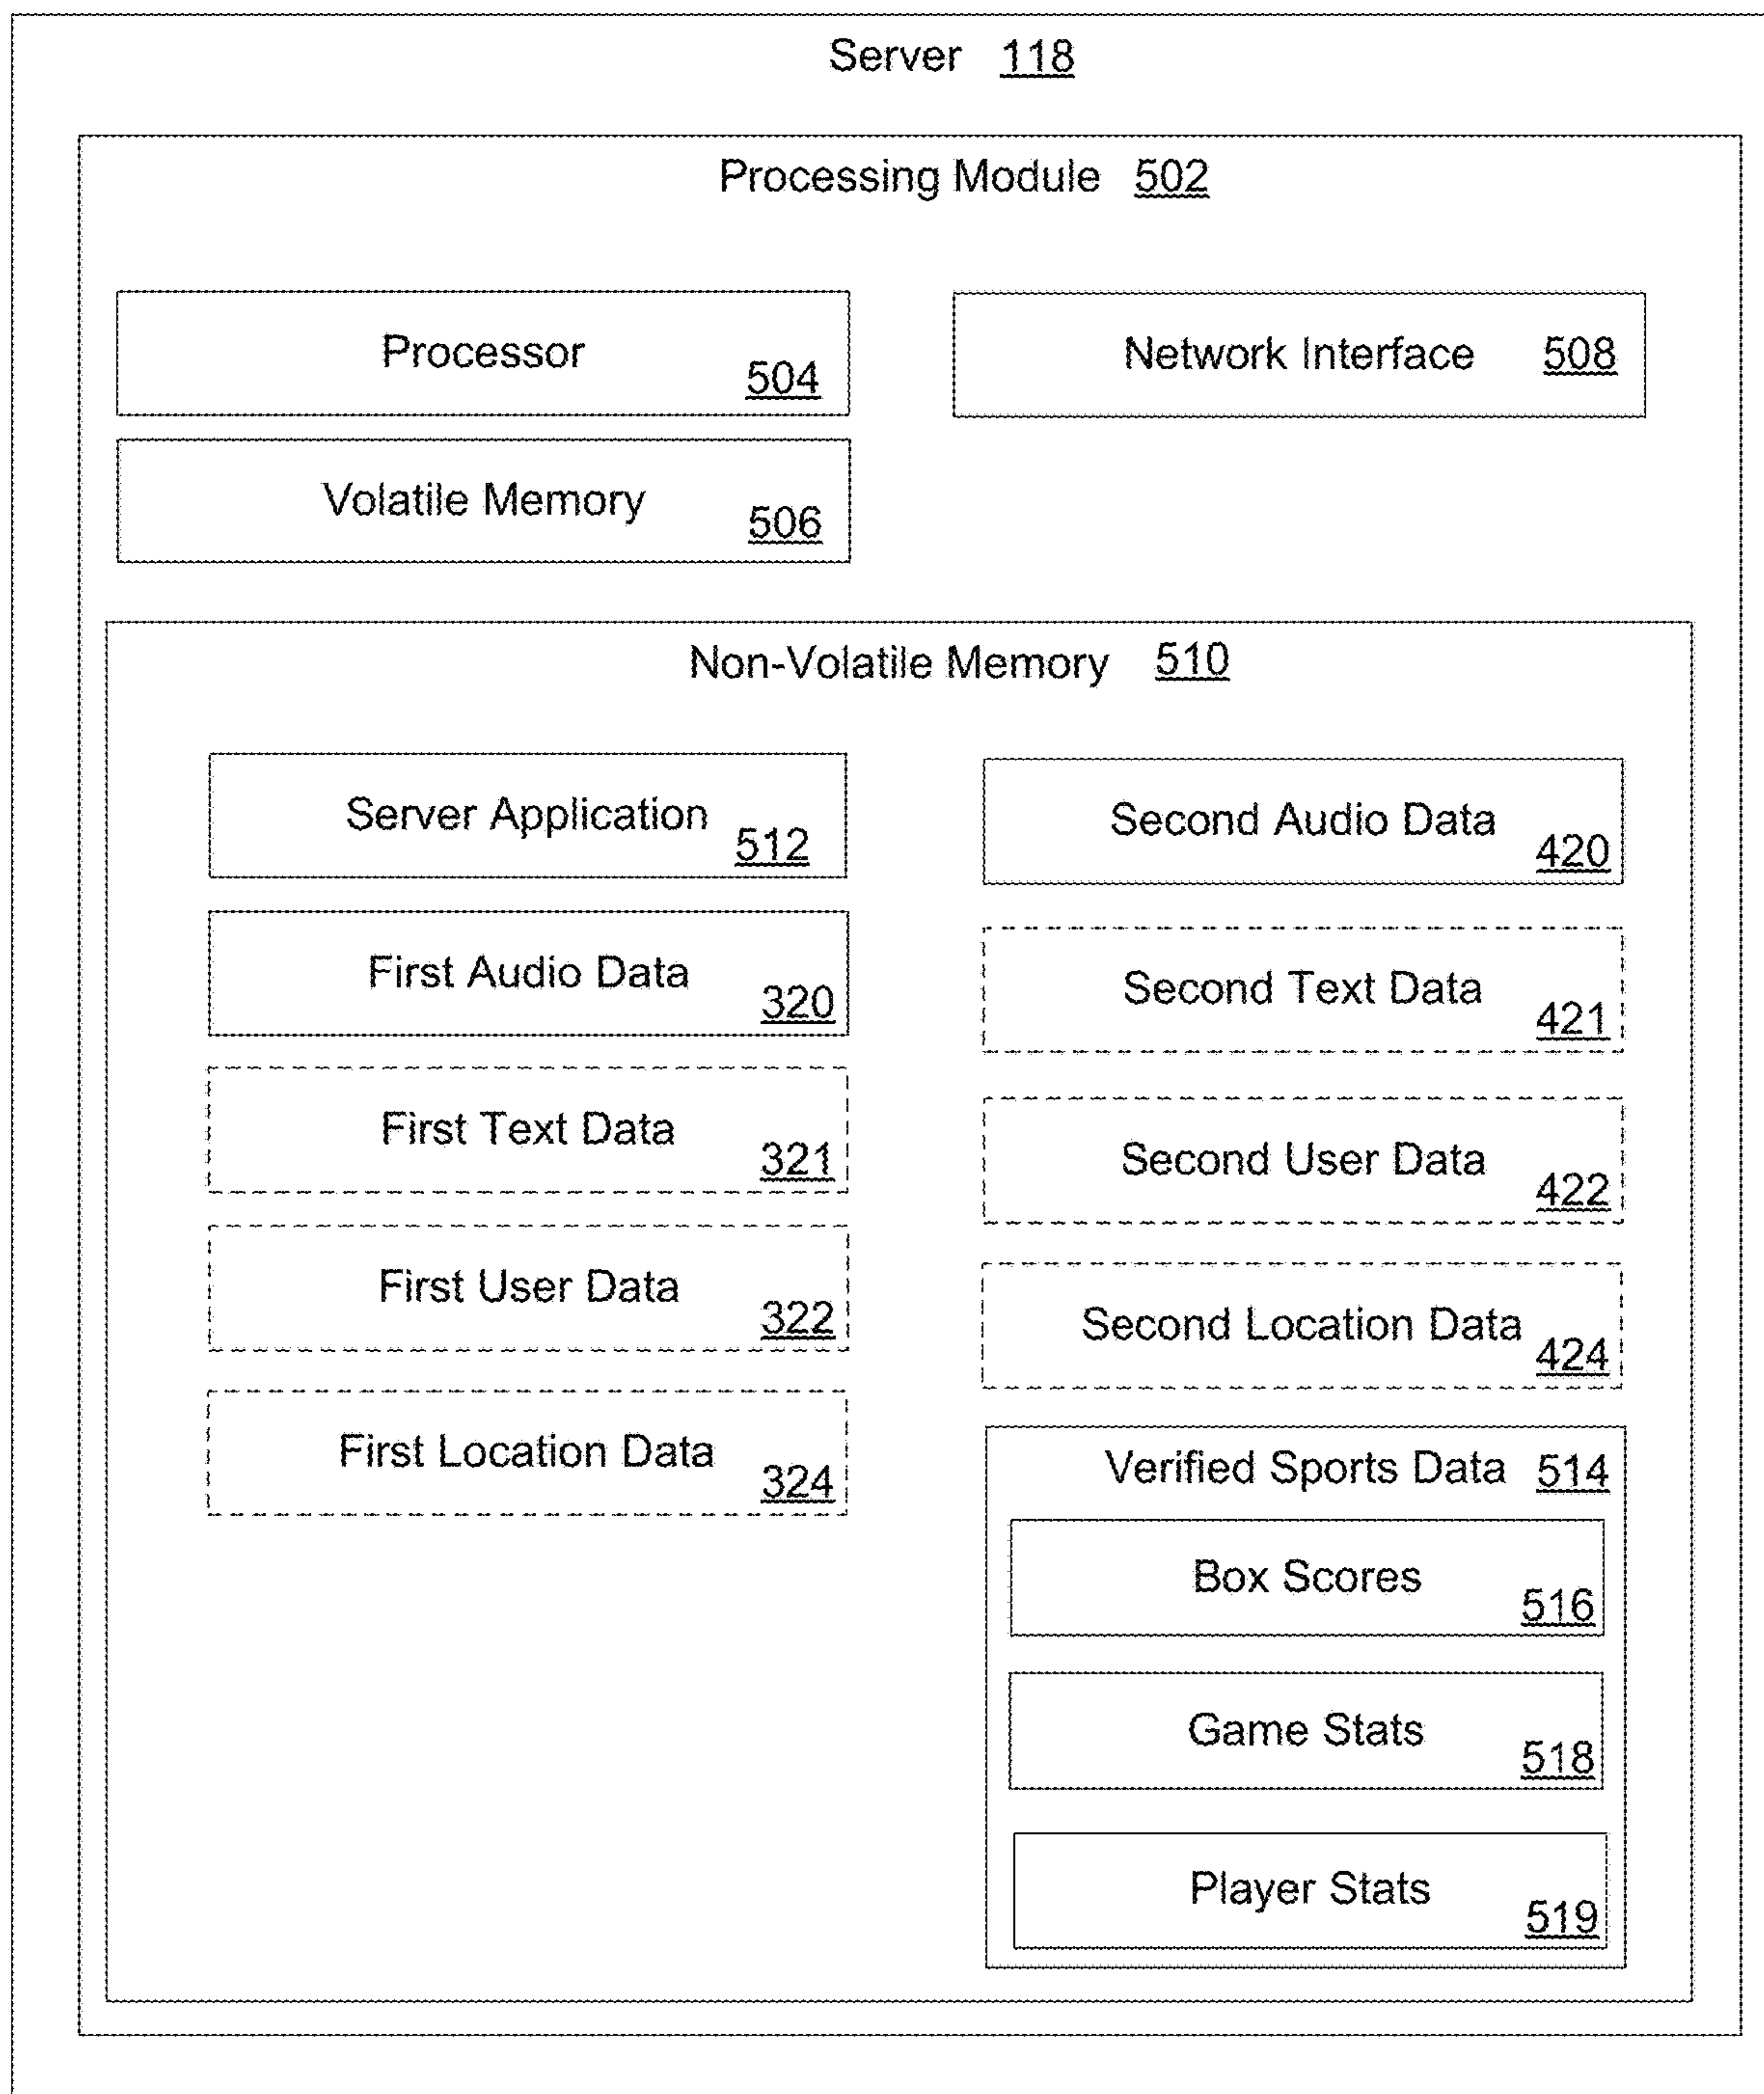 Server 118
Processing Module 502
Processor 504
Network Interface 508
Volatile Memory 506
Non-Volatile Memory 510
Server Application 512
First Audio Data 320
First Text Data 321
First User Data 322
First Location Data 324
Second Audio Data 420
Second Text Data 421
Second User Data 422
Second Location Data 424
Verified Sports Data 514
Box Scores 516
Game Stats 518
Player Stats 519